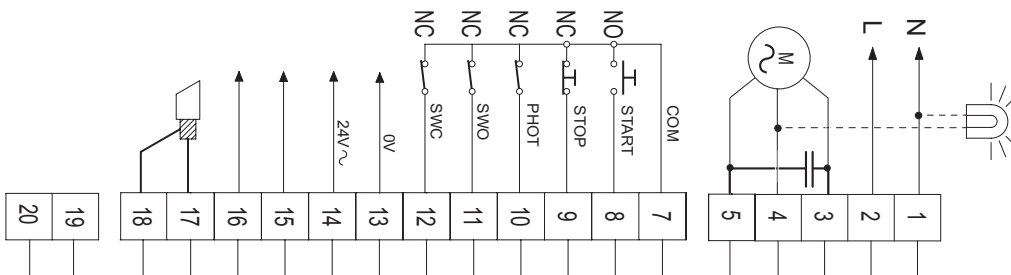 NC
NC
NC
NC
NO
N
L
M
SWC
SWO
PHOT
STOP
START
COM
24V~
0V
20
19
18
17
16
15
14
13
12
11
10
9
8
7
5
4
3
2
1